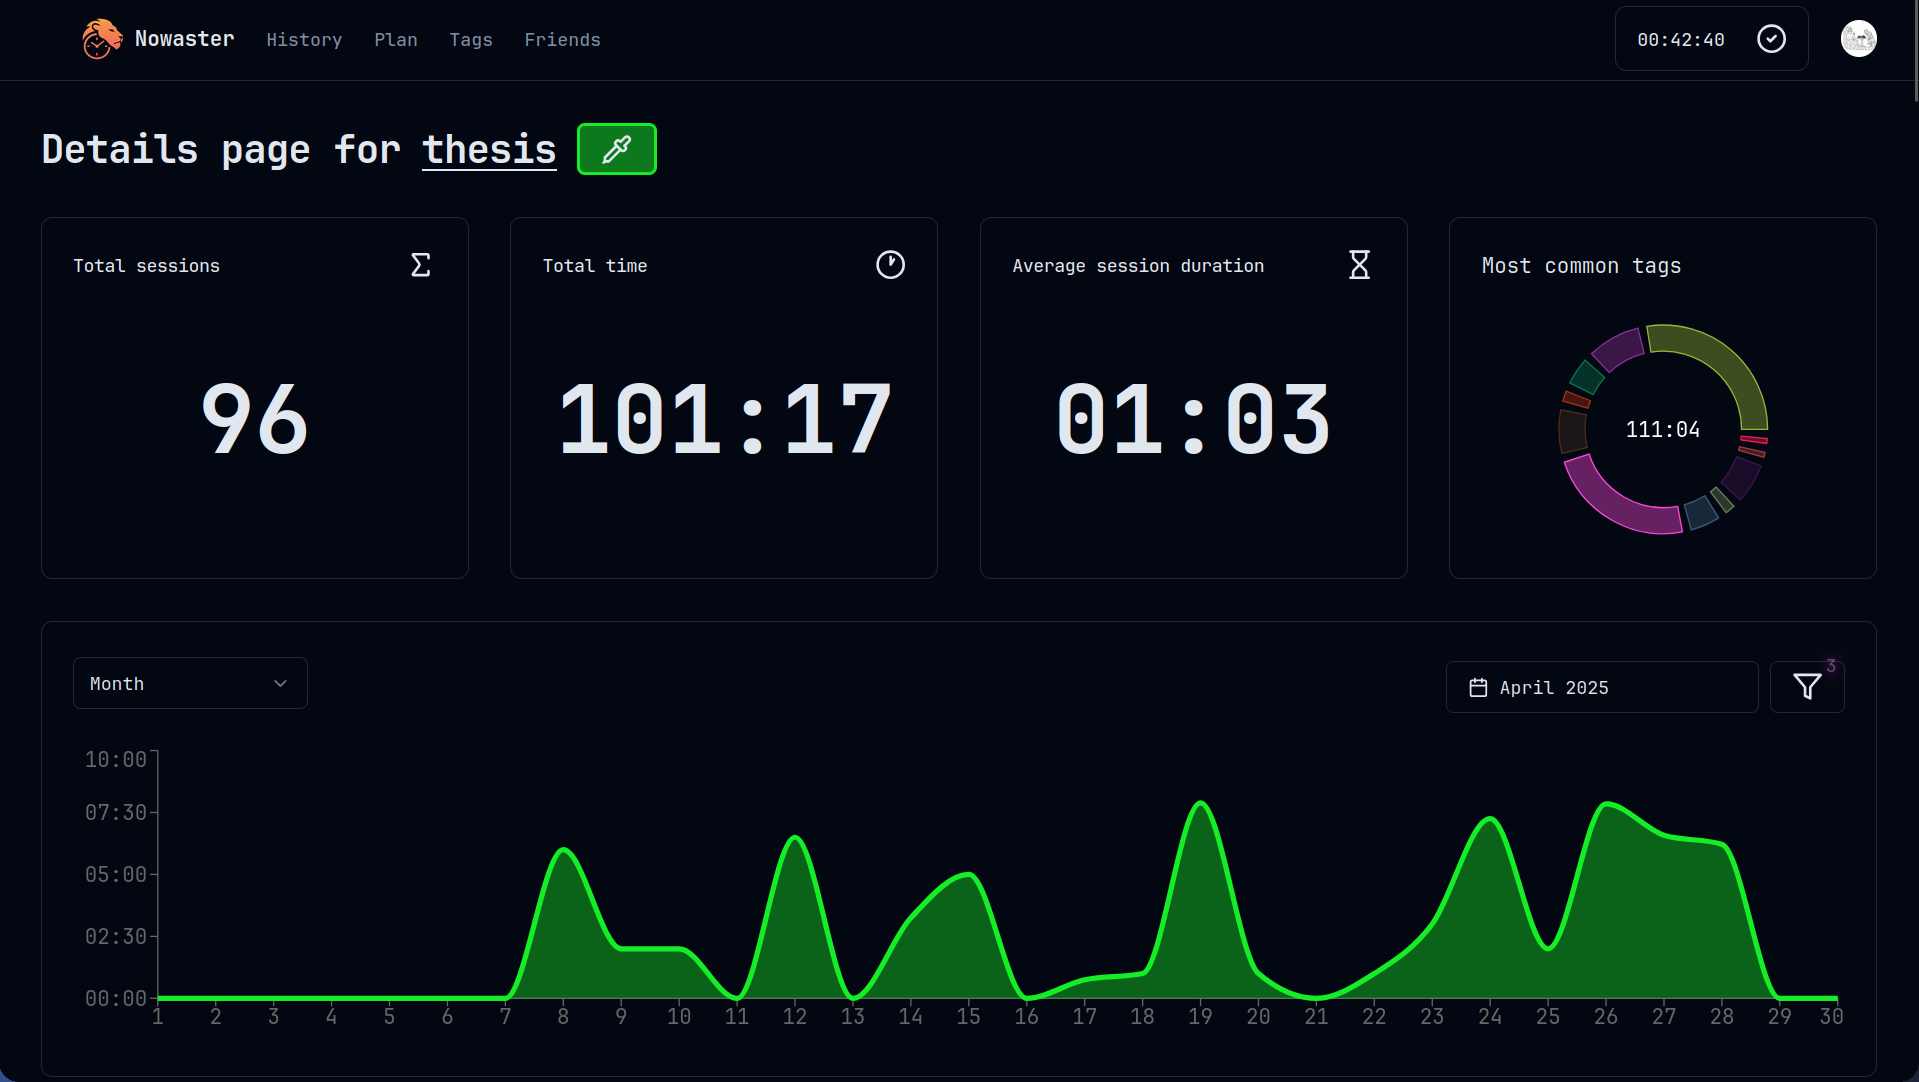 Nowaster History Plan Tags Friends 00:42:40
Details page for thesis
Total sessions
96
Total time
101:17
Average session duration
01:03
Most common tags
111:04
Month
April 2025
3
10:00
07:30
05:00
02:30
00:00
1 2 3 4 5 6 7 8 9 10 11 12 13 14 15 16 17 18 19 20 21 22 23 24 25 26 27 28 29 30